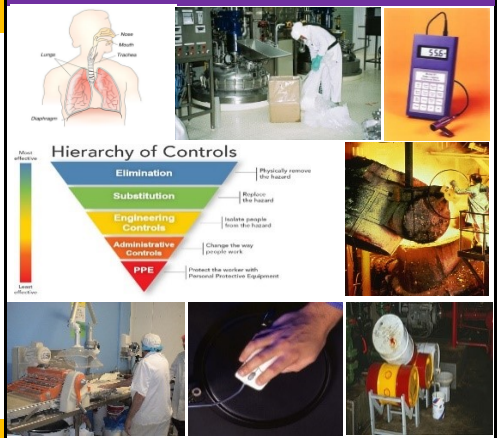 Nose
Mouth
Trachea
Lungs
Diaphragm
55.6
Hierarchy of Controls
Most
effective
Elimination
Physically remove
the hazard
Substitution
Replace
the hazard
Engineering
Controls
Isolate people
from the hazard
Administrative
Controls
Change the way
people work
PPE
Protect the worker with
Personal Protective Equipment
Least
effective